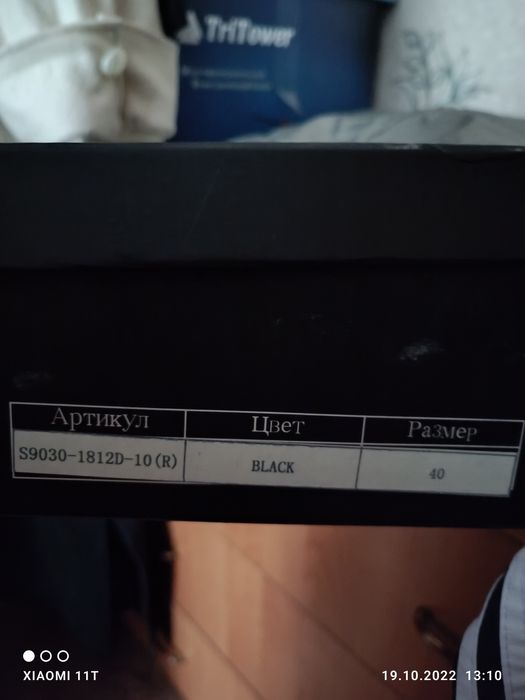 TriTower
Артикул Цвет Размер
S9030-1812D-10(R) BLACK 40
XIAOMI 11T 19.10.2022 13:10